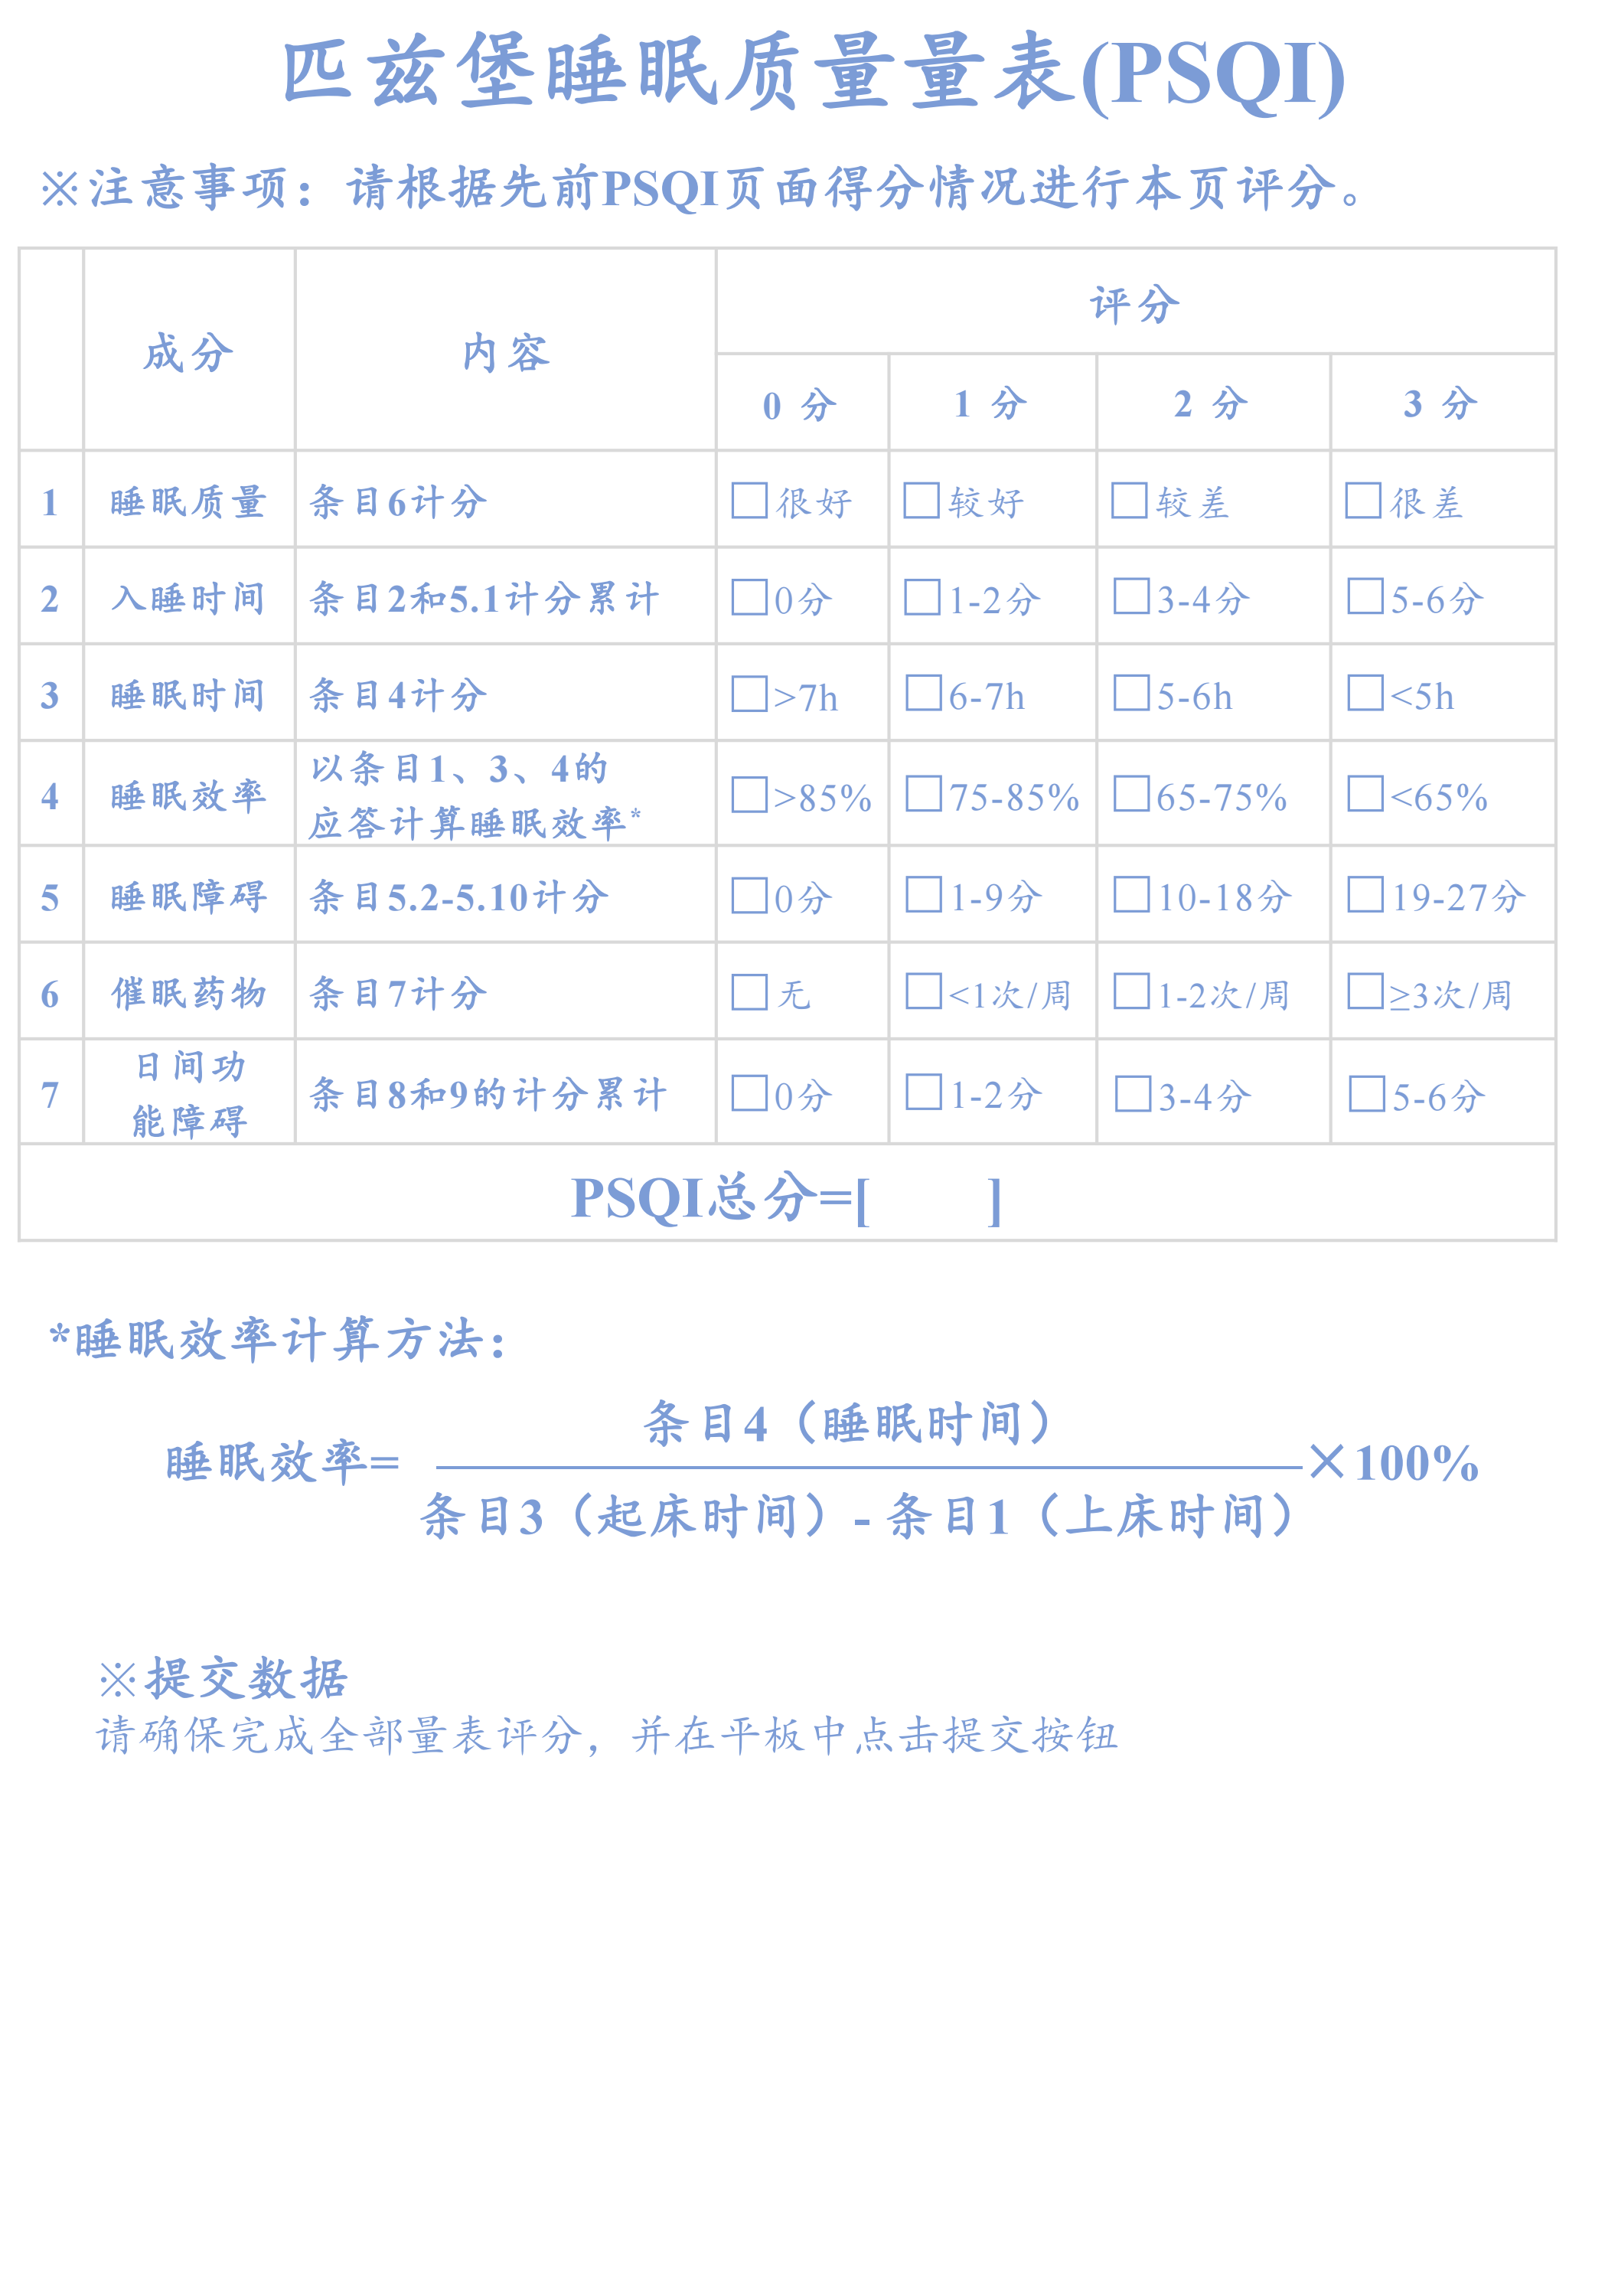 匹兹堡睡眠质量量表(PSQI)
※注意事项：请根据先前PSQI页面得分情况进行本页评分。
成分 内容 评分
0 分 1 分 2 分 3 分
1 睡眠质量 条目6计分 □很好 □较好 □较差 □很差
2 入睡时间 条目2和5.1计分累计 □0分 □1-2分 □3-4分 □5-6分
3 睡眠时间 条目4计分 □>7h □6-7h □5-6h □<5h
4 睡眠效率 以条目1、3、4的
应答计算睡眠效率* □>85% □75-85% □65-75% □<65%
5 睡眠障碍 条目5.2-5.10计分 □0分 □1-9分 □10-18分 □19-27分
6 催眠药物 条目7计分 □无 □<1次/周 □1-2次/周 □≥3次/周
7 日间功
能障碍 条目8和9的计分累计 □0分 □1-2分 □3-4分 □5-6分
PSQI总分=[ ]
*睡眠效率计算方法：
条目4（睡眠时间）
睡眠效率= ×100%
条目3（起床时间）- 条目1（上床时间）
※提交数据
请确保完成全部量表评分，并在平板中点击提交按钮